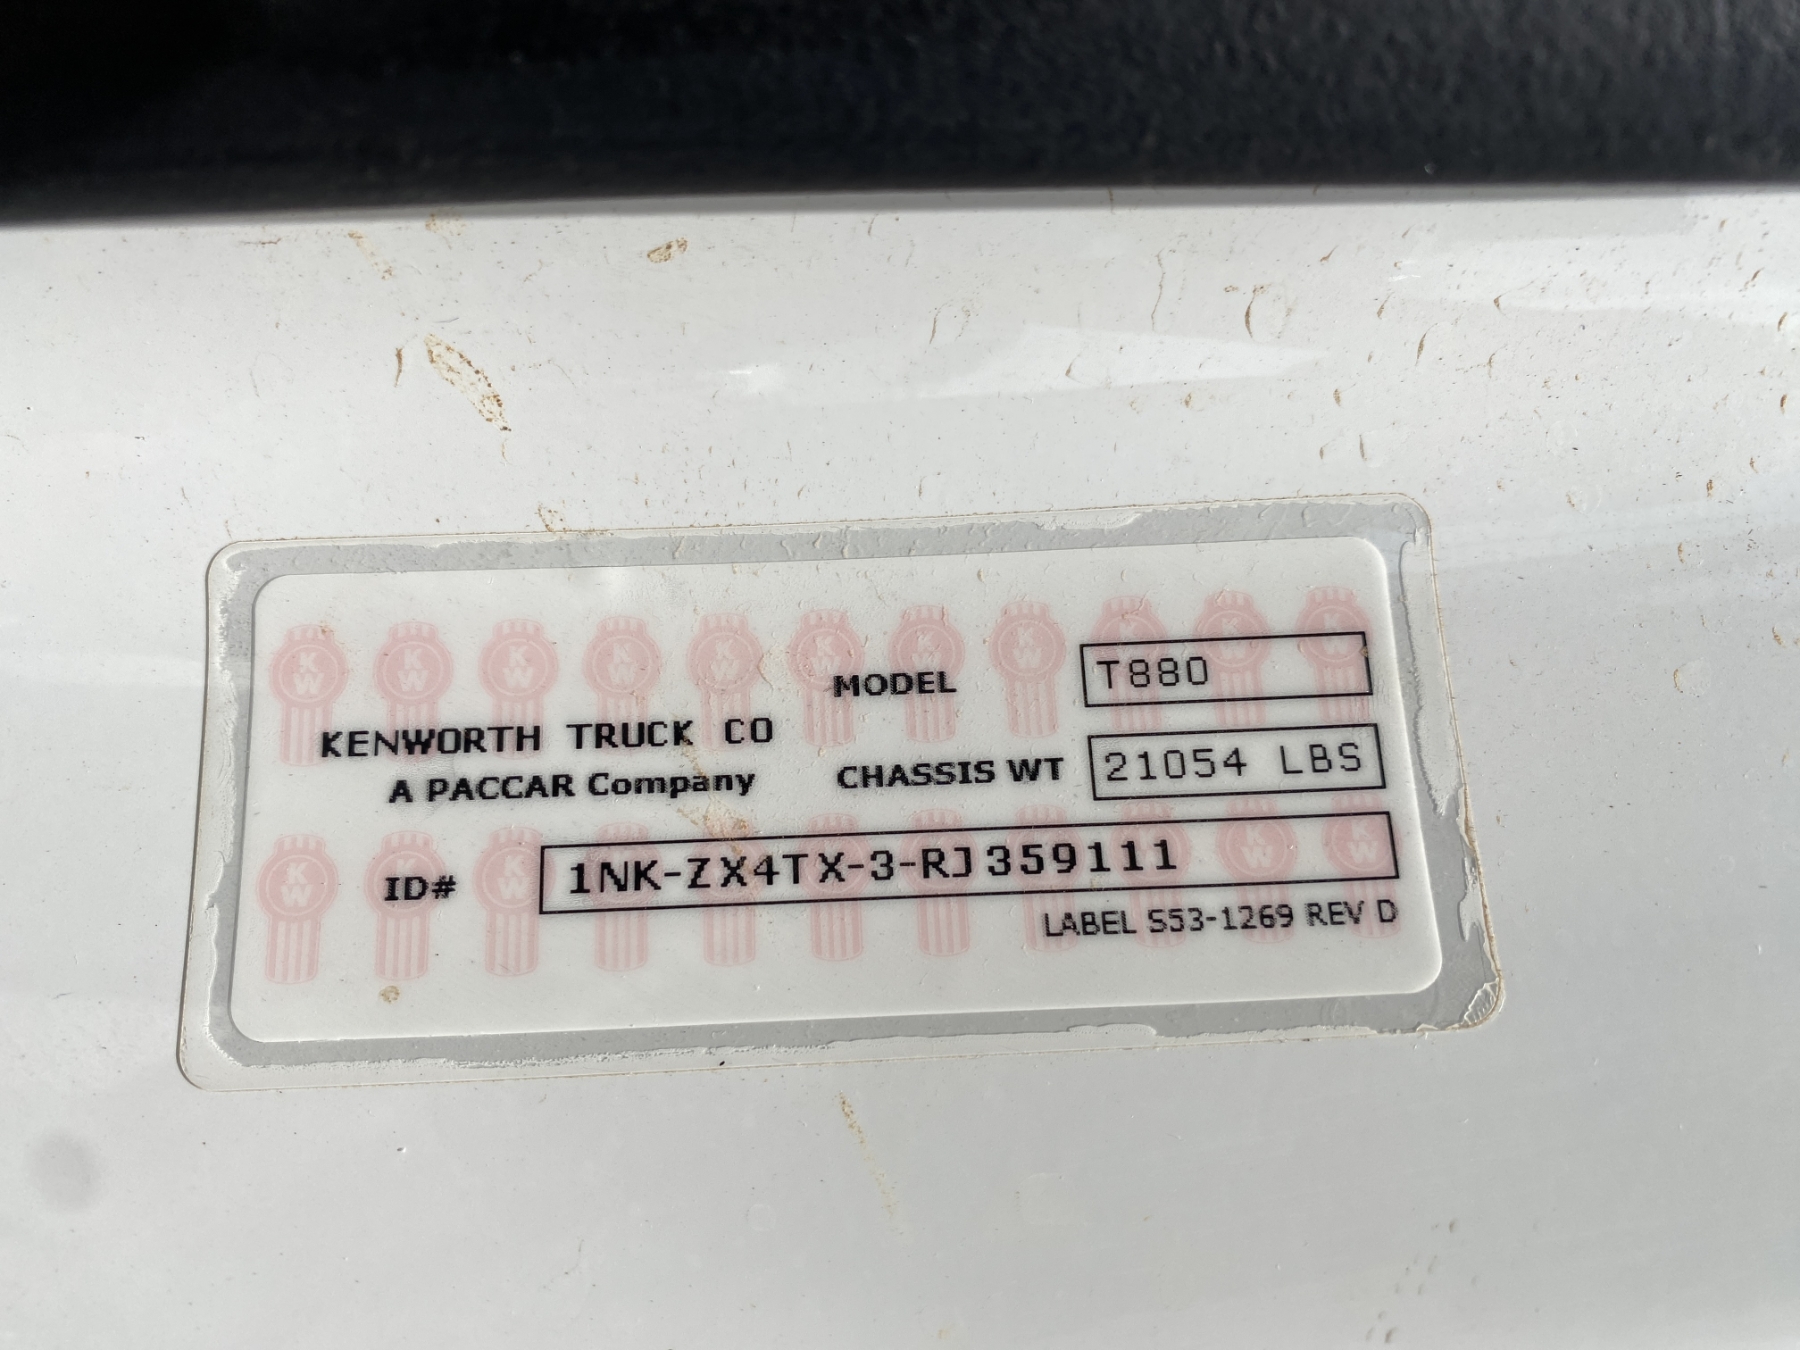 MODEL T880
KENWORTH TRUCK CO
A PACCAR Company
CHASSIS WT 21054 LBS
ID# 1NK-ZX4TX-3-RJ359111
LABEL S53-1269 REV D